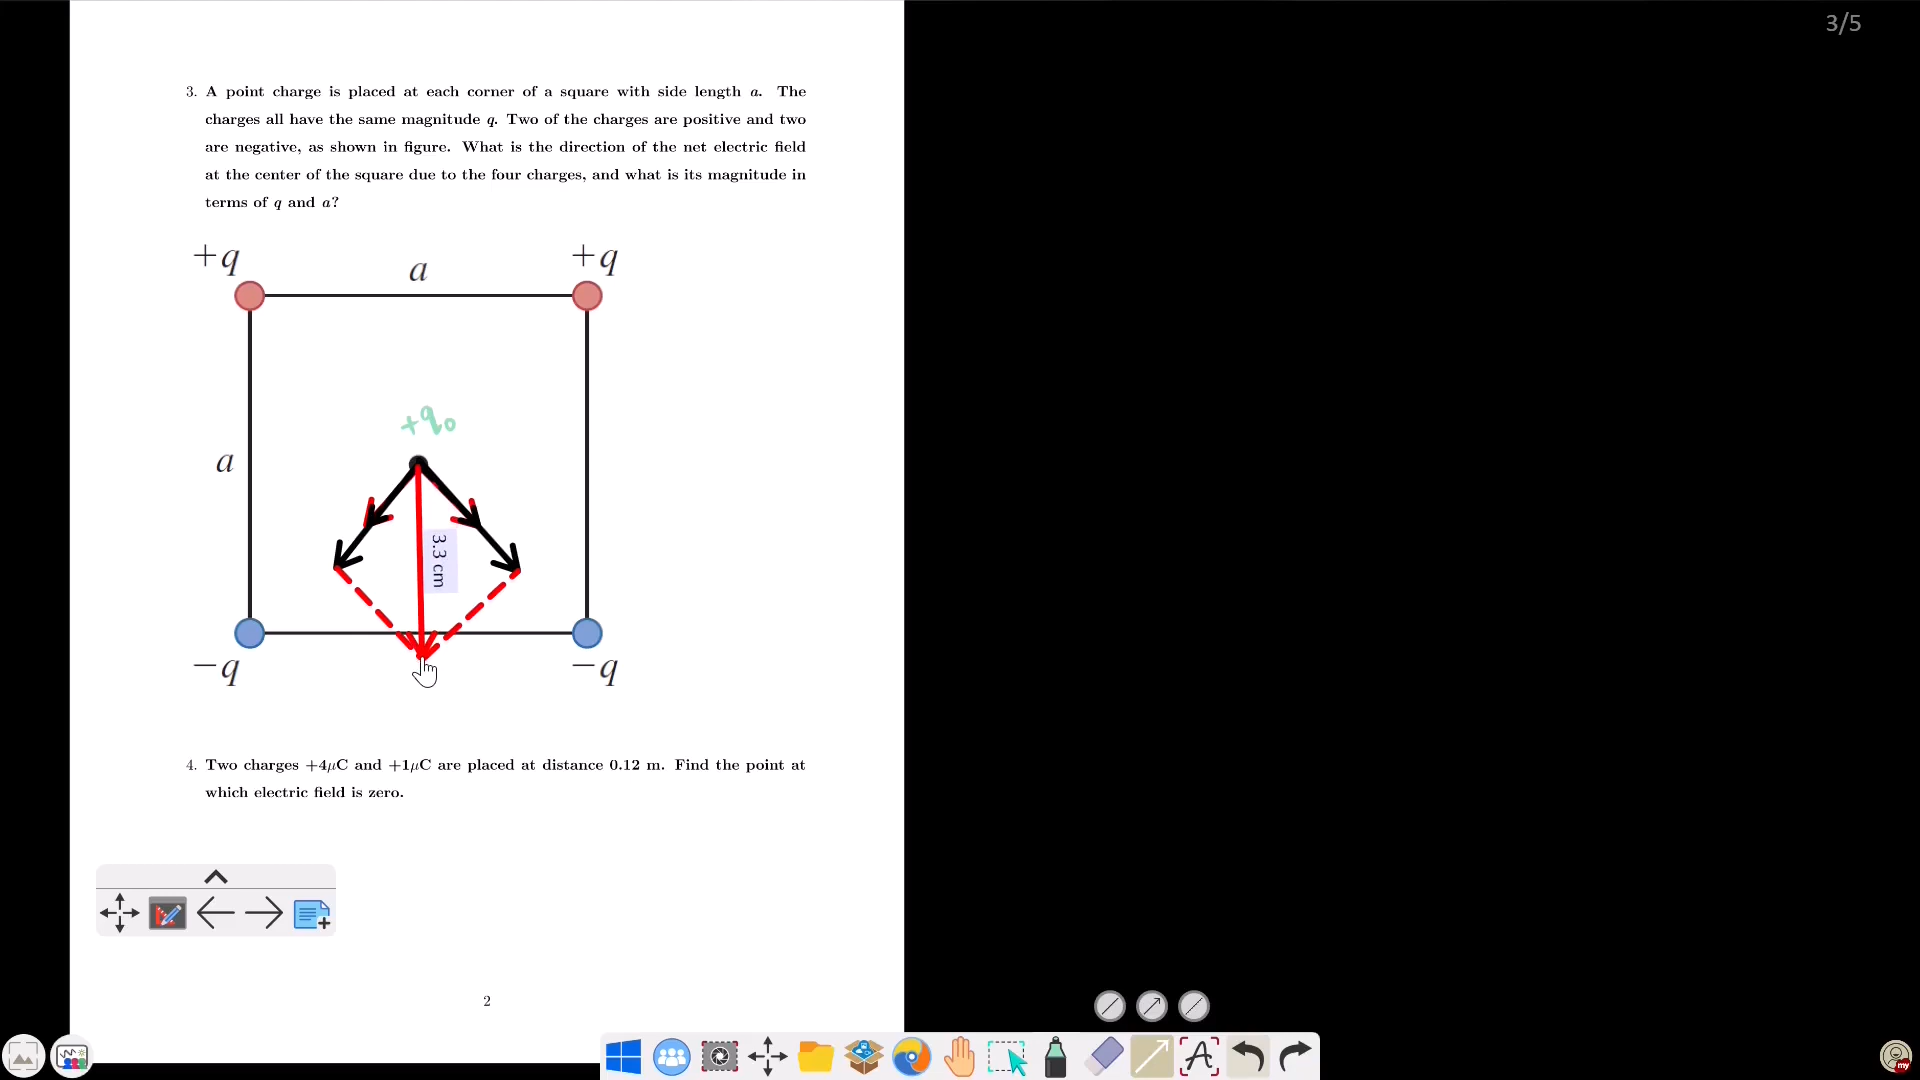 3/5
3. A point charge is placed at each corner of a square with side length a. The
charges all have the same magnitude q. Two of the charges are positive and two
are negative, as shown in figure. What is the direction of the net electric field
at the center of the square due to the four charges, and what is its magnitude in
terms of q and a?
+q
a
+q
+q₀
a
3.3 cm
−q
−q
4. Two charges +4μC and +1μC are placed at distance 0.12 m. Find the point at
which electric field is zero.
2
my